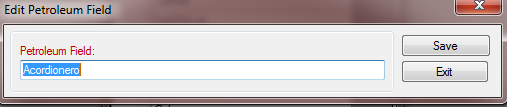 Edit Petroleum Field
Petroleum Field:
Save
Acordionero
Exit